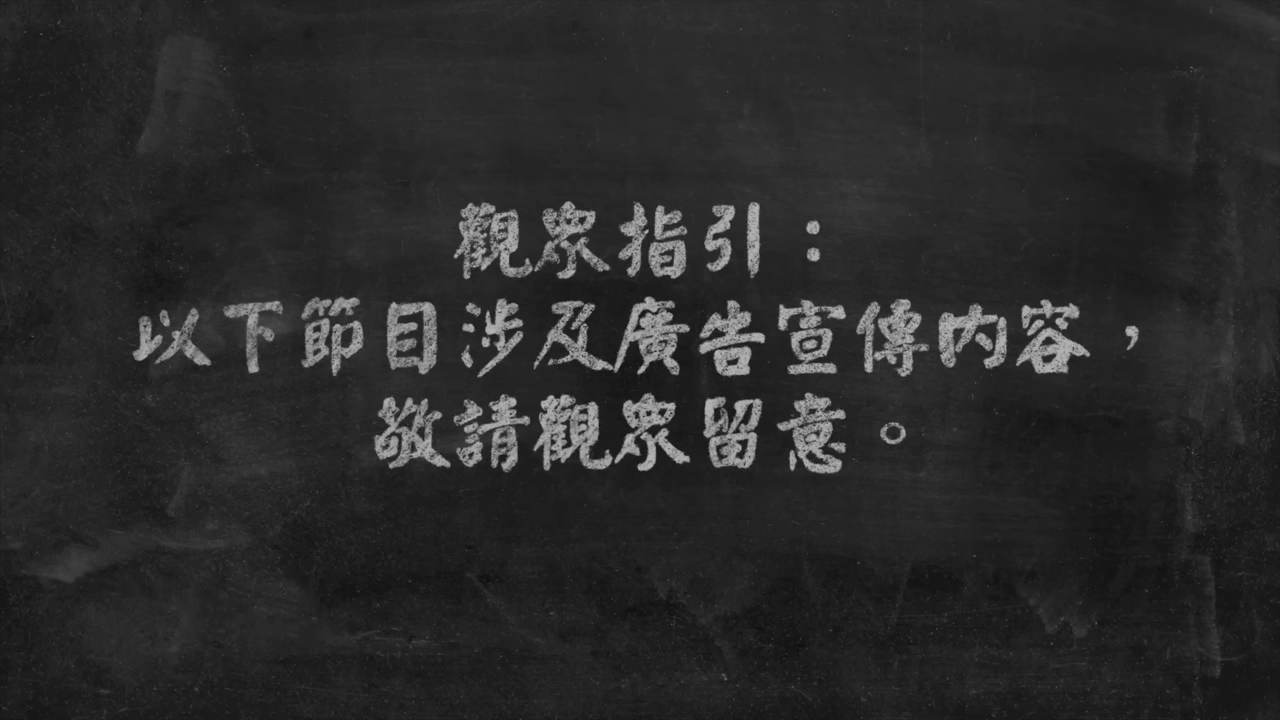 觀眾指引：
以下節目涉及廣告宣傳內容，
敬請觀眾留意。